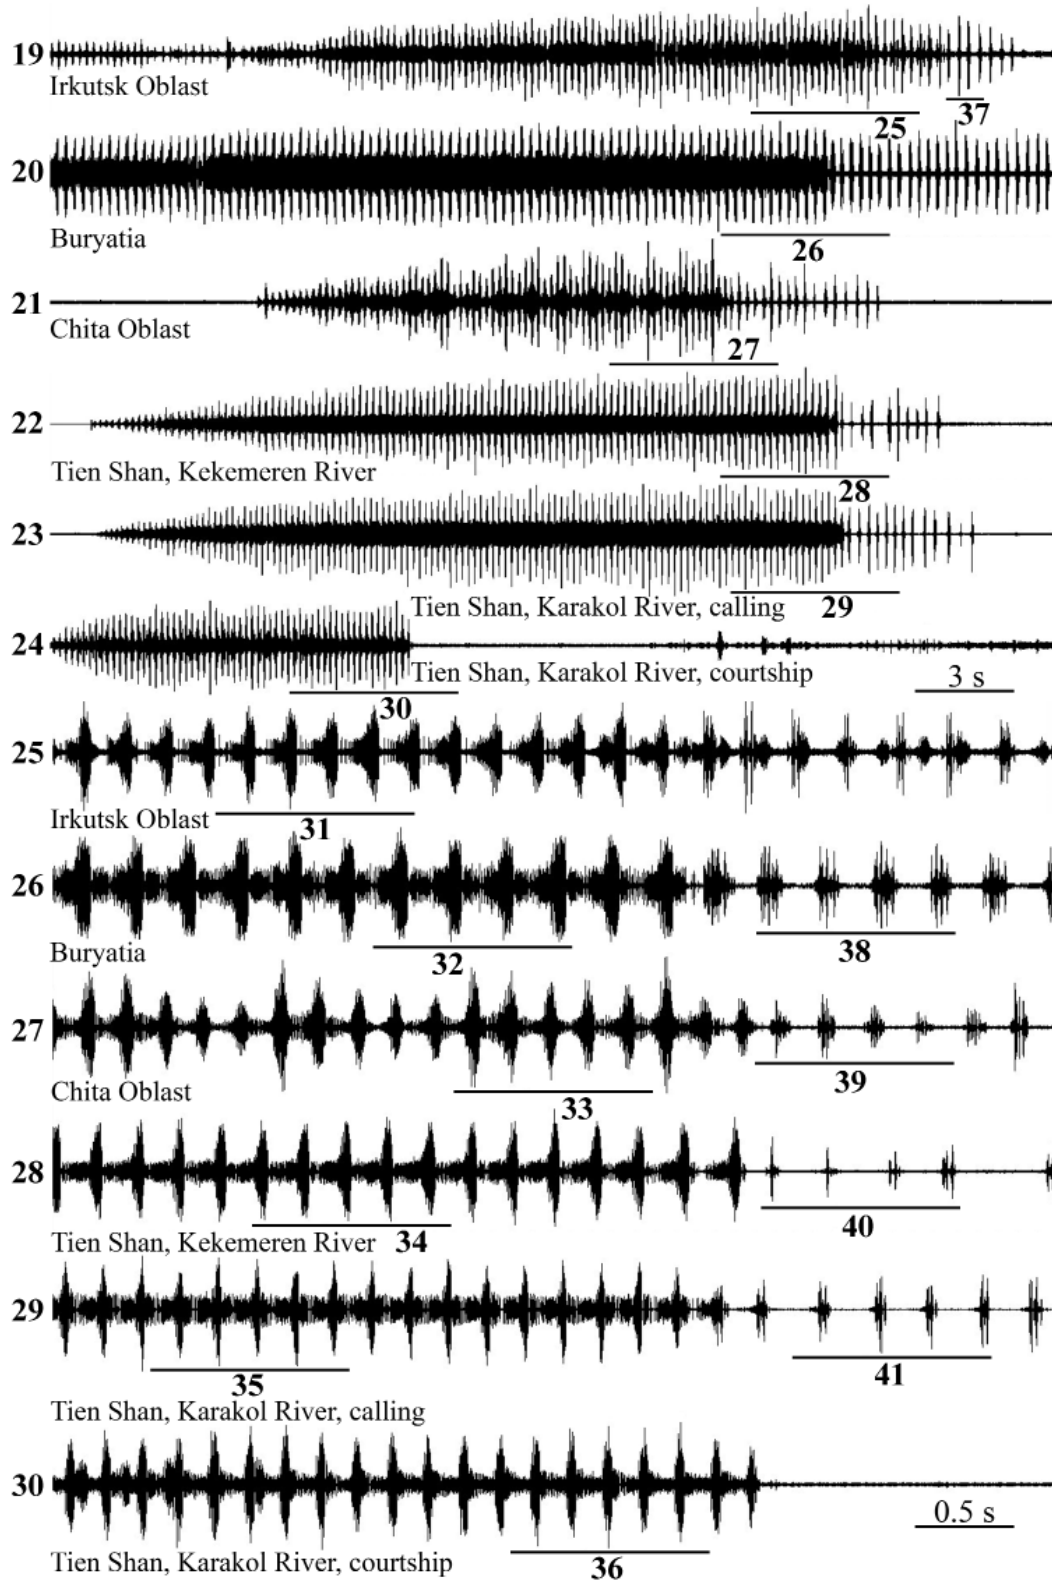 19
Irkutsk Oblast
25 37
20
Buryatia
26
21
Chita Oblast
27
22
Tien Shan, Kekemeren River
28
23
Tien Shan, Karakol River, calling
29
24
Tien Shan, Karakol River, courtship
3 s
30
25
Irkutsk Oblast
31
26
Buryatia
32
38
27
Chita Oblast
33
39
28
Tien Shan, Kekemeren River
34
40
29
35
41
Tien Shan, Karakol River, calling
30
0.5 s
Tien Shan, Karakol River, courtship
36